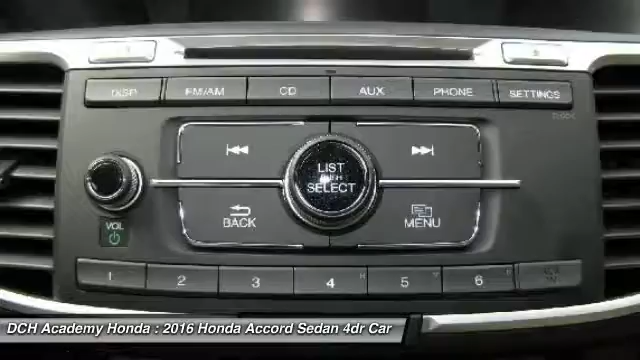 DISP FM/AM CD AUX PHONE SETTINGS
LIST
PUSH
SELECT
BACK MENU
VOL
1 2 3 4 5 6
DCH Academy Honda : 2016 Honda Accord Sedan 4dr Car